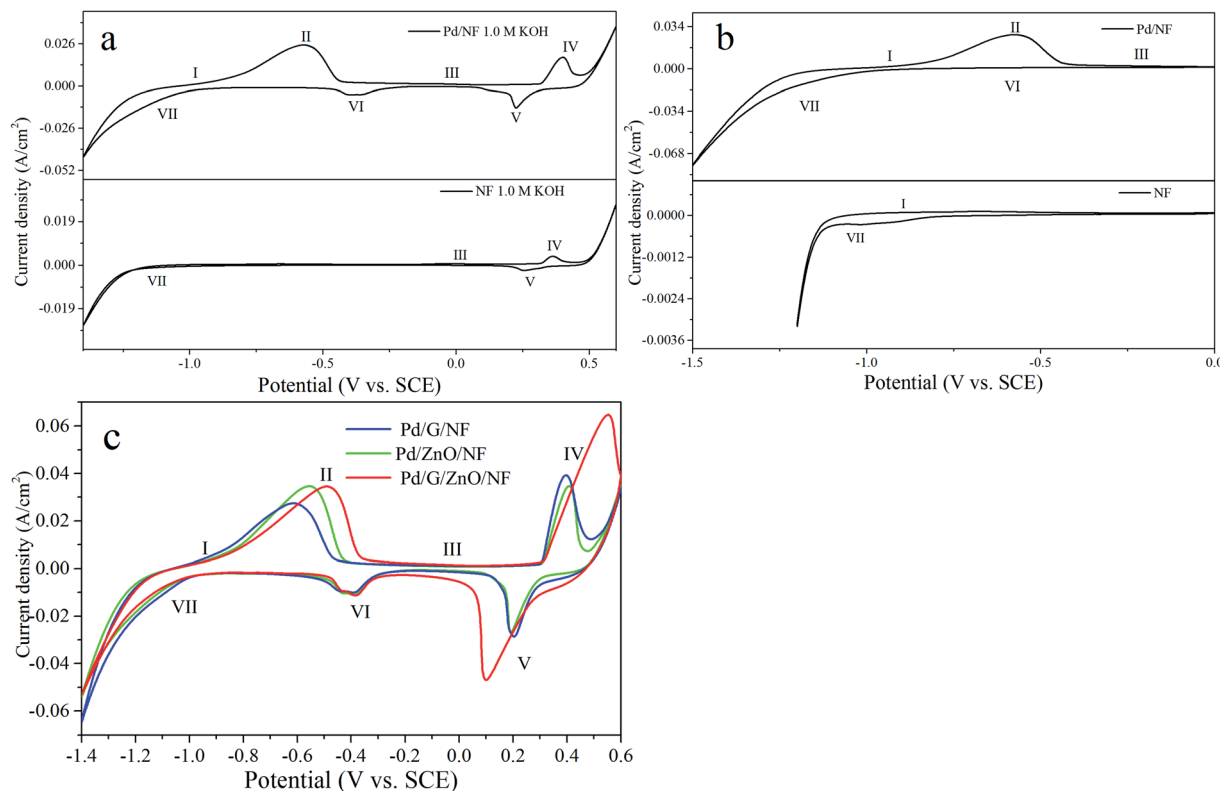 a
Pd/NF 1.0 M KOH
I
II
III
IV
V
VI
VII
0.026
0.000
-0.026
-0.052
NF 1.0 M KOH
III
IV
V
VII
0.019
0.000
-0.019
-1.0
-0.5
0.0
0.5
Current density (A/cm²)
Potential (V vs. SCE)
b
Pd/NF
I
II
III
VI
VII
0.034
0.000
-0.034
-0.068
NF
I
VII
0.0000
-0.0012
-0.0024
-0.0036
-1.5
-1.0
-0.5
0.0
Current density (A/cm²)
Potential (V vs. SCE)
c
Pd/G/NF
Pd/ZnO/NF
Pd/G/ZnO/NF
I
II
III
IV
V
VI
VII
0.06
0.04
0.02
0.00
-0.02
-0.04
-0.06
-1.4
-1.2
-1.0
-0.8
-0.6
-0.4
-0.2
0.0
0.2
0.4
0.6
Current density (A/cm²)
Potential (V vs. SCE)